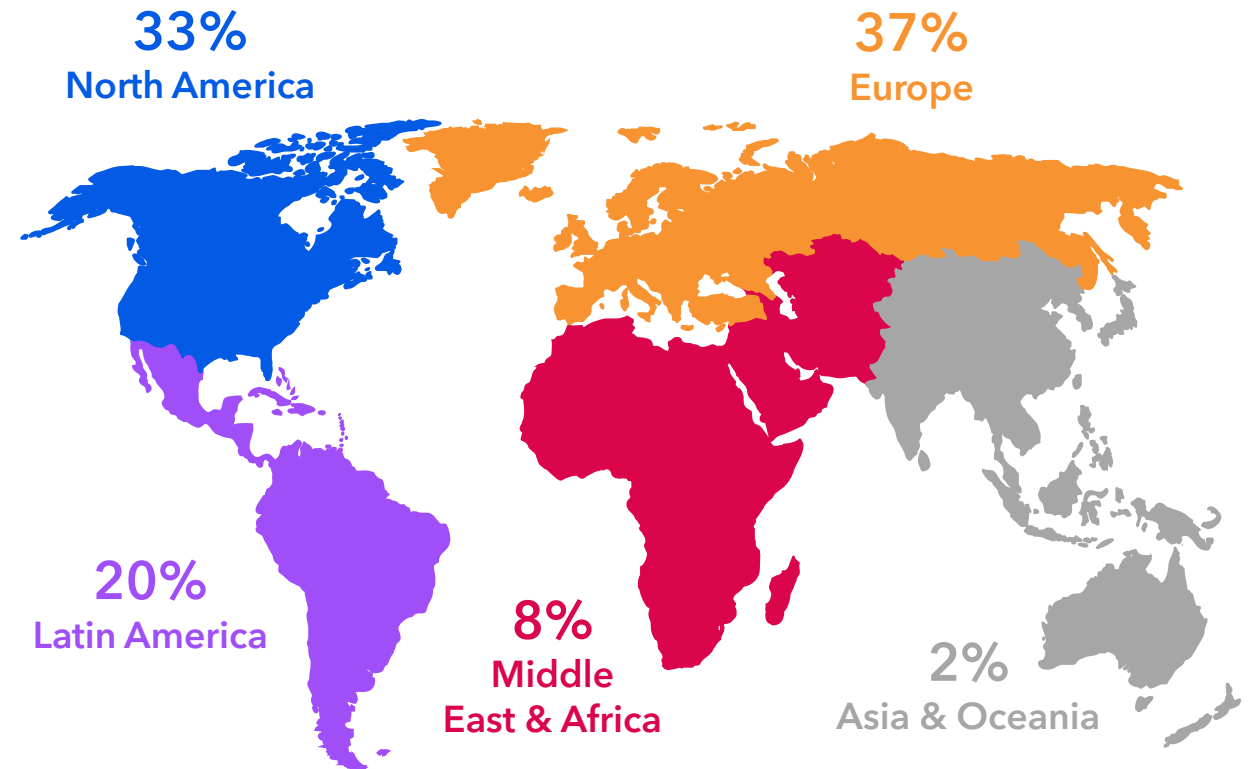 33%
North America
37%
Europe
20%
Latin America
8%
Middle
East & Africa
2%
Asia & Oceania